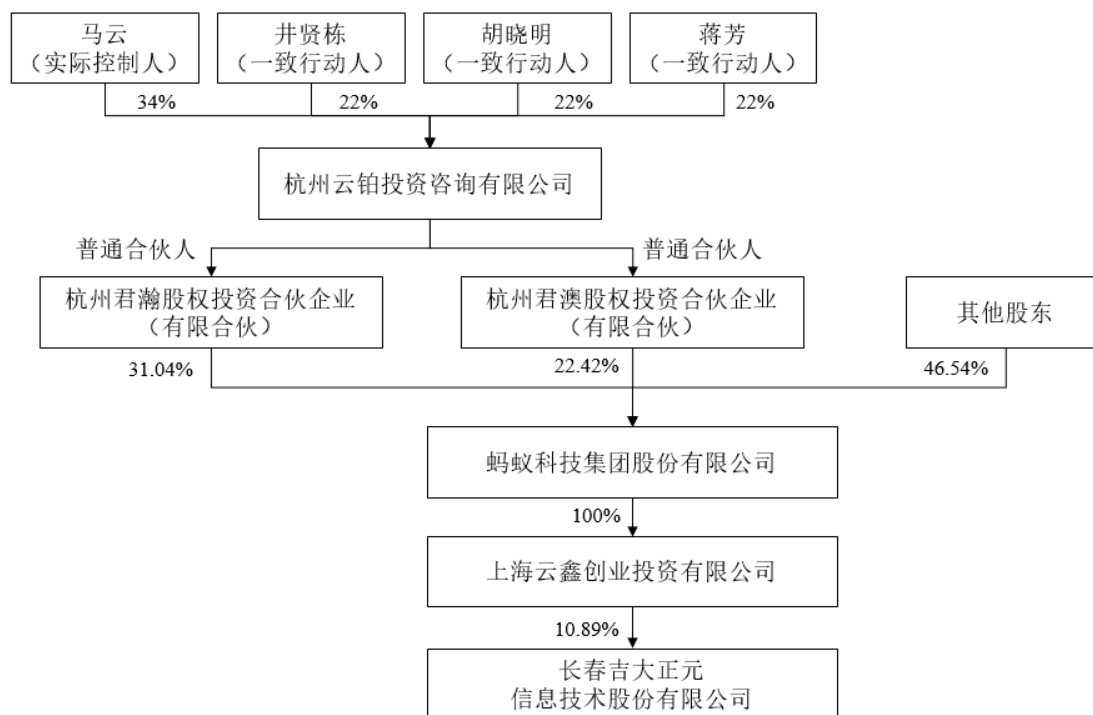 马云
（实际控制人）
井贤栋
（一致行动人）
胡晓明
（一致行动人）
蒋芳
（一致行动人）
34%
22%
22%
22%
杭州云铂投资咨询有限公司
普通合伙人
普通合伙人
杭州君瀚股权投资合伙企业
（有限合伙）
杭州君澳股权投资合伙企业
（有限合伙）
其他股东
31.04%
22.42%
46.54%
蚂蚁科技集团股份有限公司
100%
上海云鑫创业投资有限公司
10.89%
长春吉大正元
信息技术股份有限公司